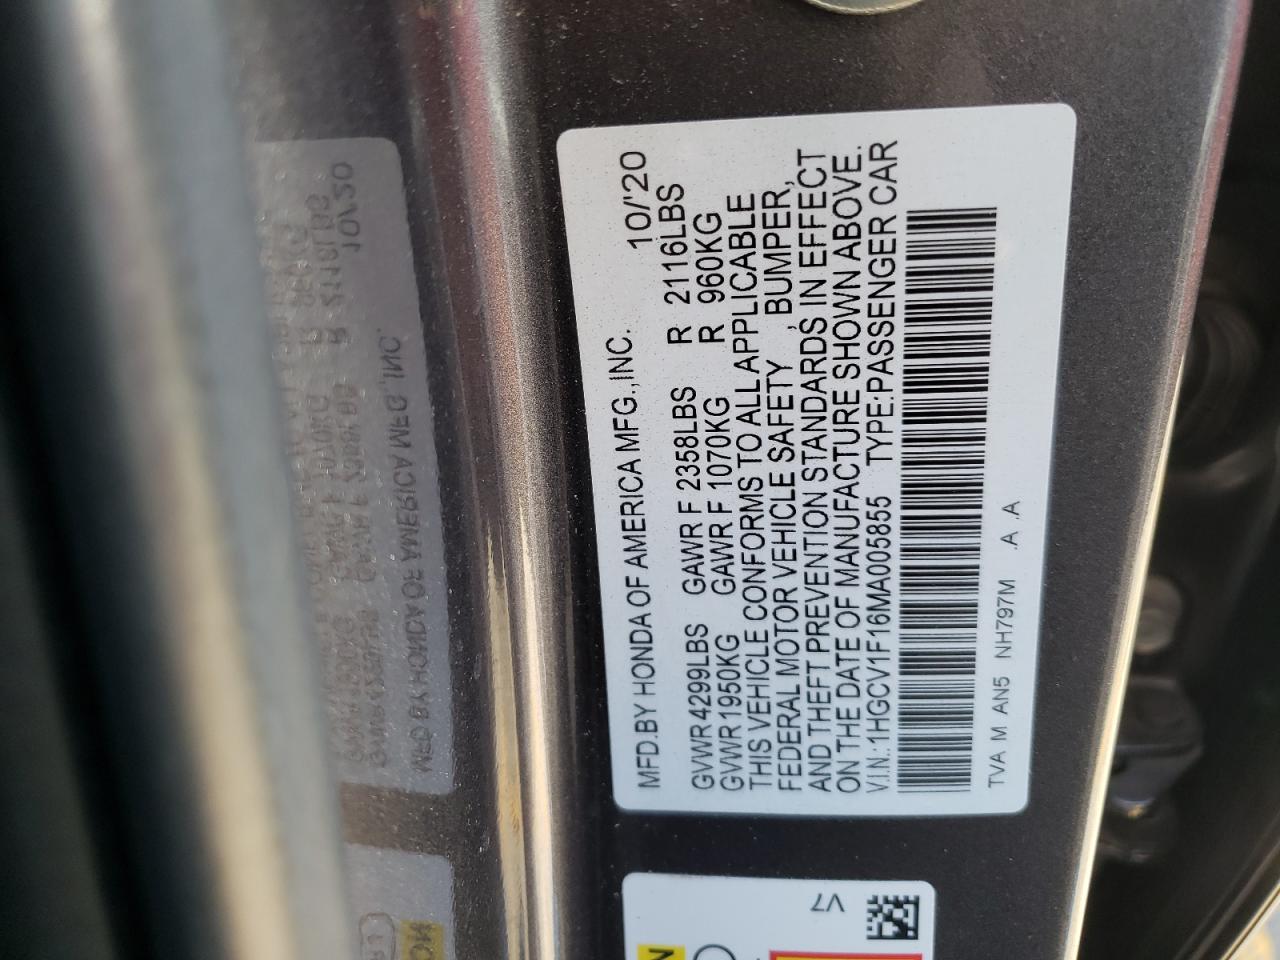 MFD.BY HONDA OF AMERICA MFG.,INC. 10/'20
GVWR 4299LBS GAWR F 2358LBS R 2116LBS
GVWR 1950KG GAWR F 1070KG R 960KG
THIS VEHICLE CONFORMS TO ALL APPLICABLE
FEDERAL MOTOR VEHICLE SAFETY , BUMPER,
AND THEFT PREVENTION STANDARDS IN EFFECT
ON THE DATE OF MANUFACTURE SHOWN ABOVE.
V.I.N.:1HGCV1F16MA005855 TYPE:PASSENGER CAR
TVA M AN5 NH797M .A .A
V7